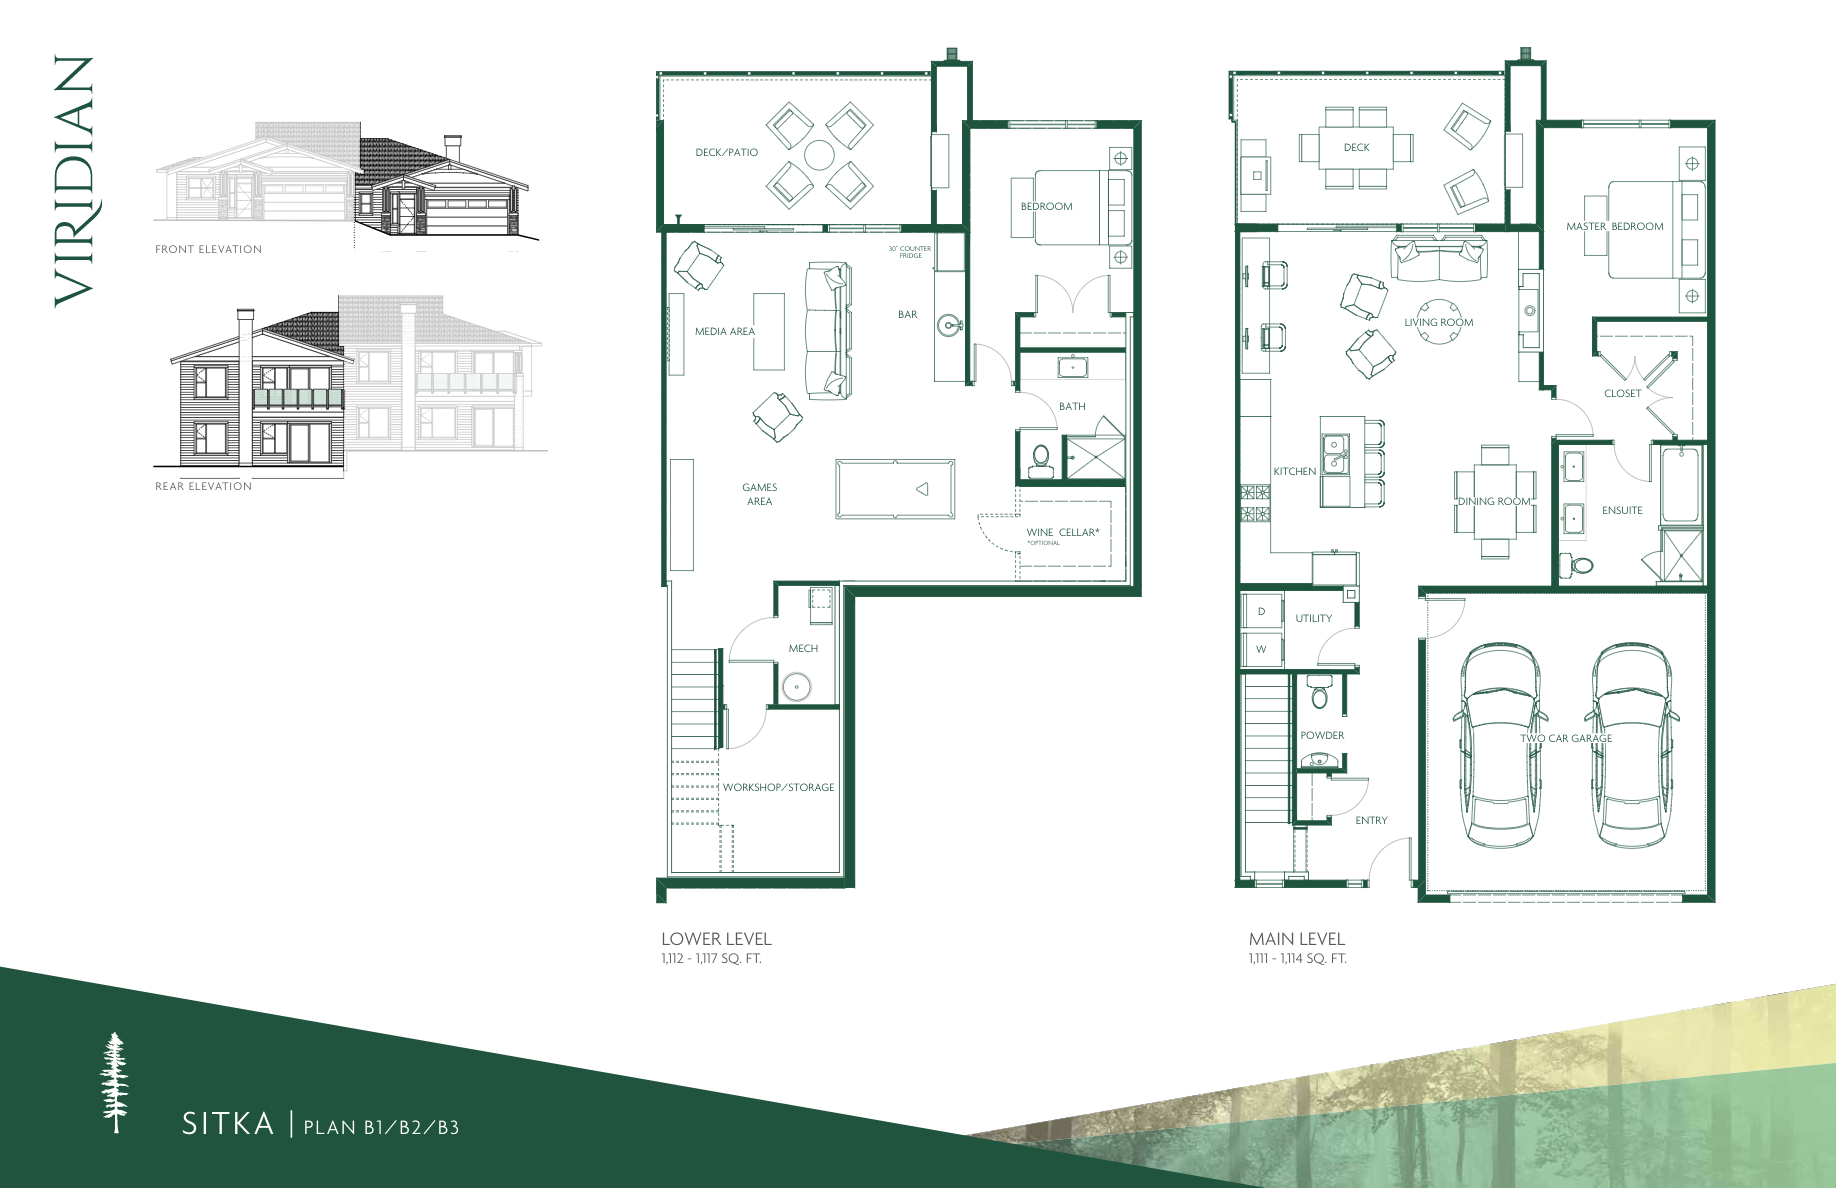 VIRIDIAN
FRONT ELEVATION
REAR ELEVATION
DECK/PATIO
BEDROOM
30" COUNTER
FRIDGE
BAR
MEDIA AREA
BATH
GAMES
AREA
WINE CELLAR*
*OPTIONAL
MECH
WORKSHOP/STORAGE
LOWER LEVEL
1,112 - 1,117 SQ. FT.
DECK
MASTER BEDROOM
LIVING ROOM
CLOSET
KITCHEN
DINING ROOM
ENSUITE
D
UTILITY
W
POWDER
TWO CAR GARAGE
ENTRY
MAIN LEVEL
1,111 - 1,114 SQ. FT.
SITKA | PLAN B1/B2/B3